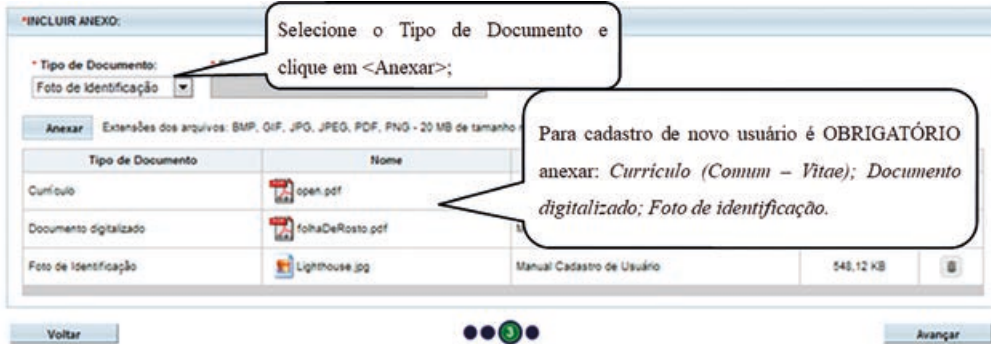 *INCLUIR ANEXO:
Selecione o Tipo de Documento e
clique em <Anexar>;
* Tipo de Documento:
Foto de Identificação
Anexar Extensões dos arquivos: BMP, GIF, JPG, JPEG, PDF, PNG - 20 MB de tamanho
Para cadastro de novo usuário é OBRIGATÓRIO
anexar: Currículo (Comum – Vitae); Documento
digitalizado; Foto de identificação.
Tipo de Documento Nome
Currículo open.pdf
Documento digitalizado folhaDeRosto.pdf
Foto de Identificação Lighthouse.jpg Manual Cadastro de Usuário 548,12 KB
Voltar 3 Avançar